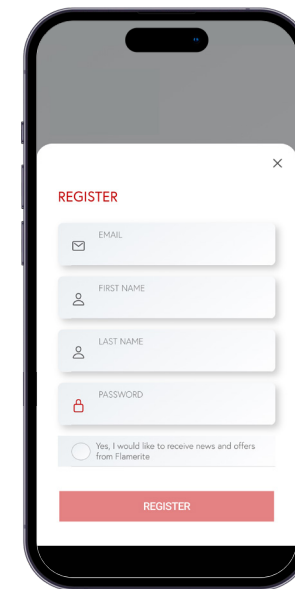 REGISTER
EMAIL
FIRST NAME
LAST NAME
PASSWORD
Yes, I would like to receive news and offers
from Flamerite
REGISTER